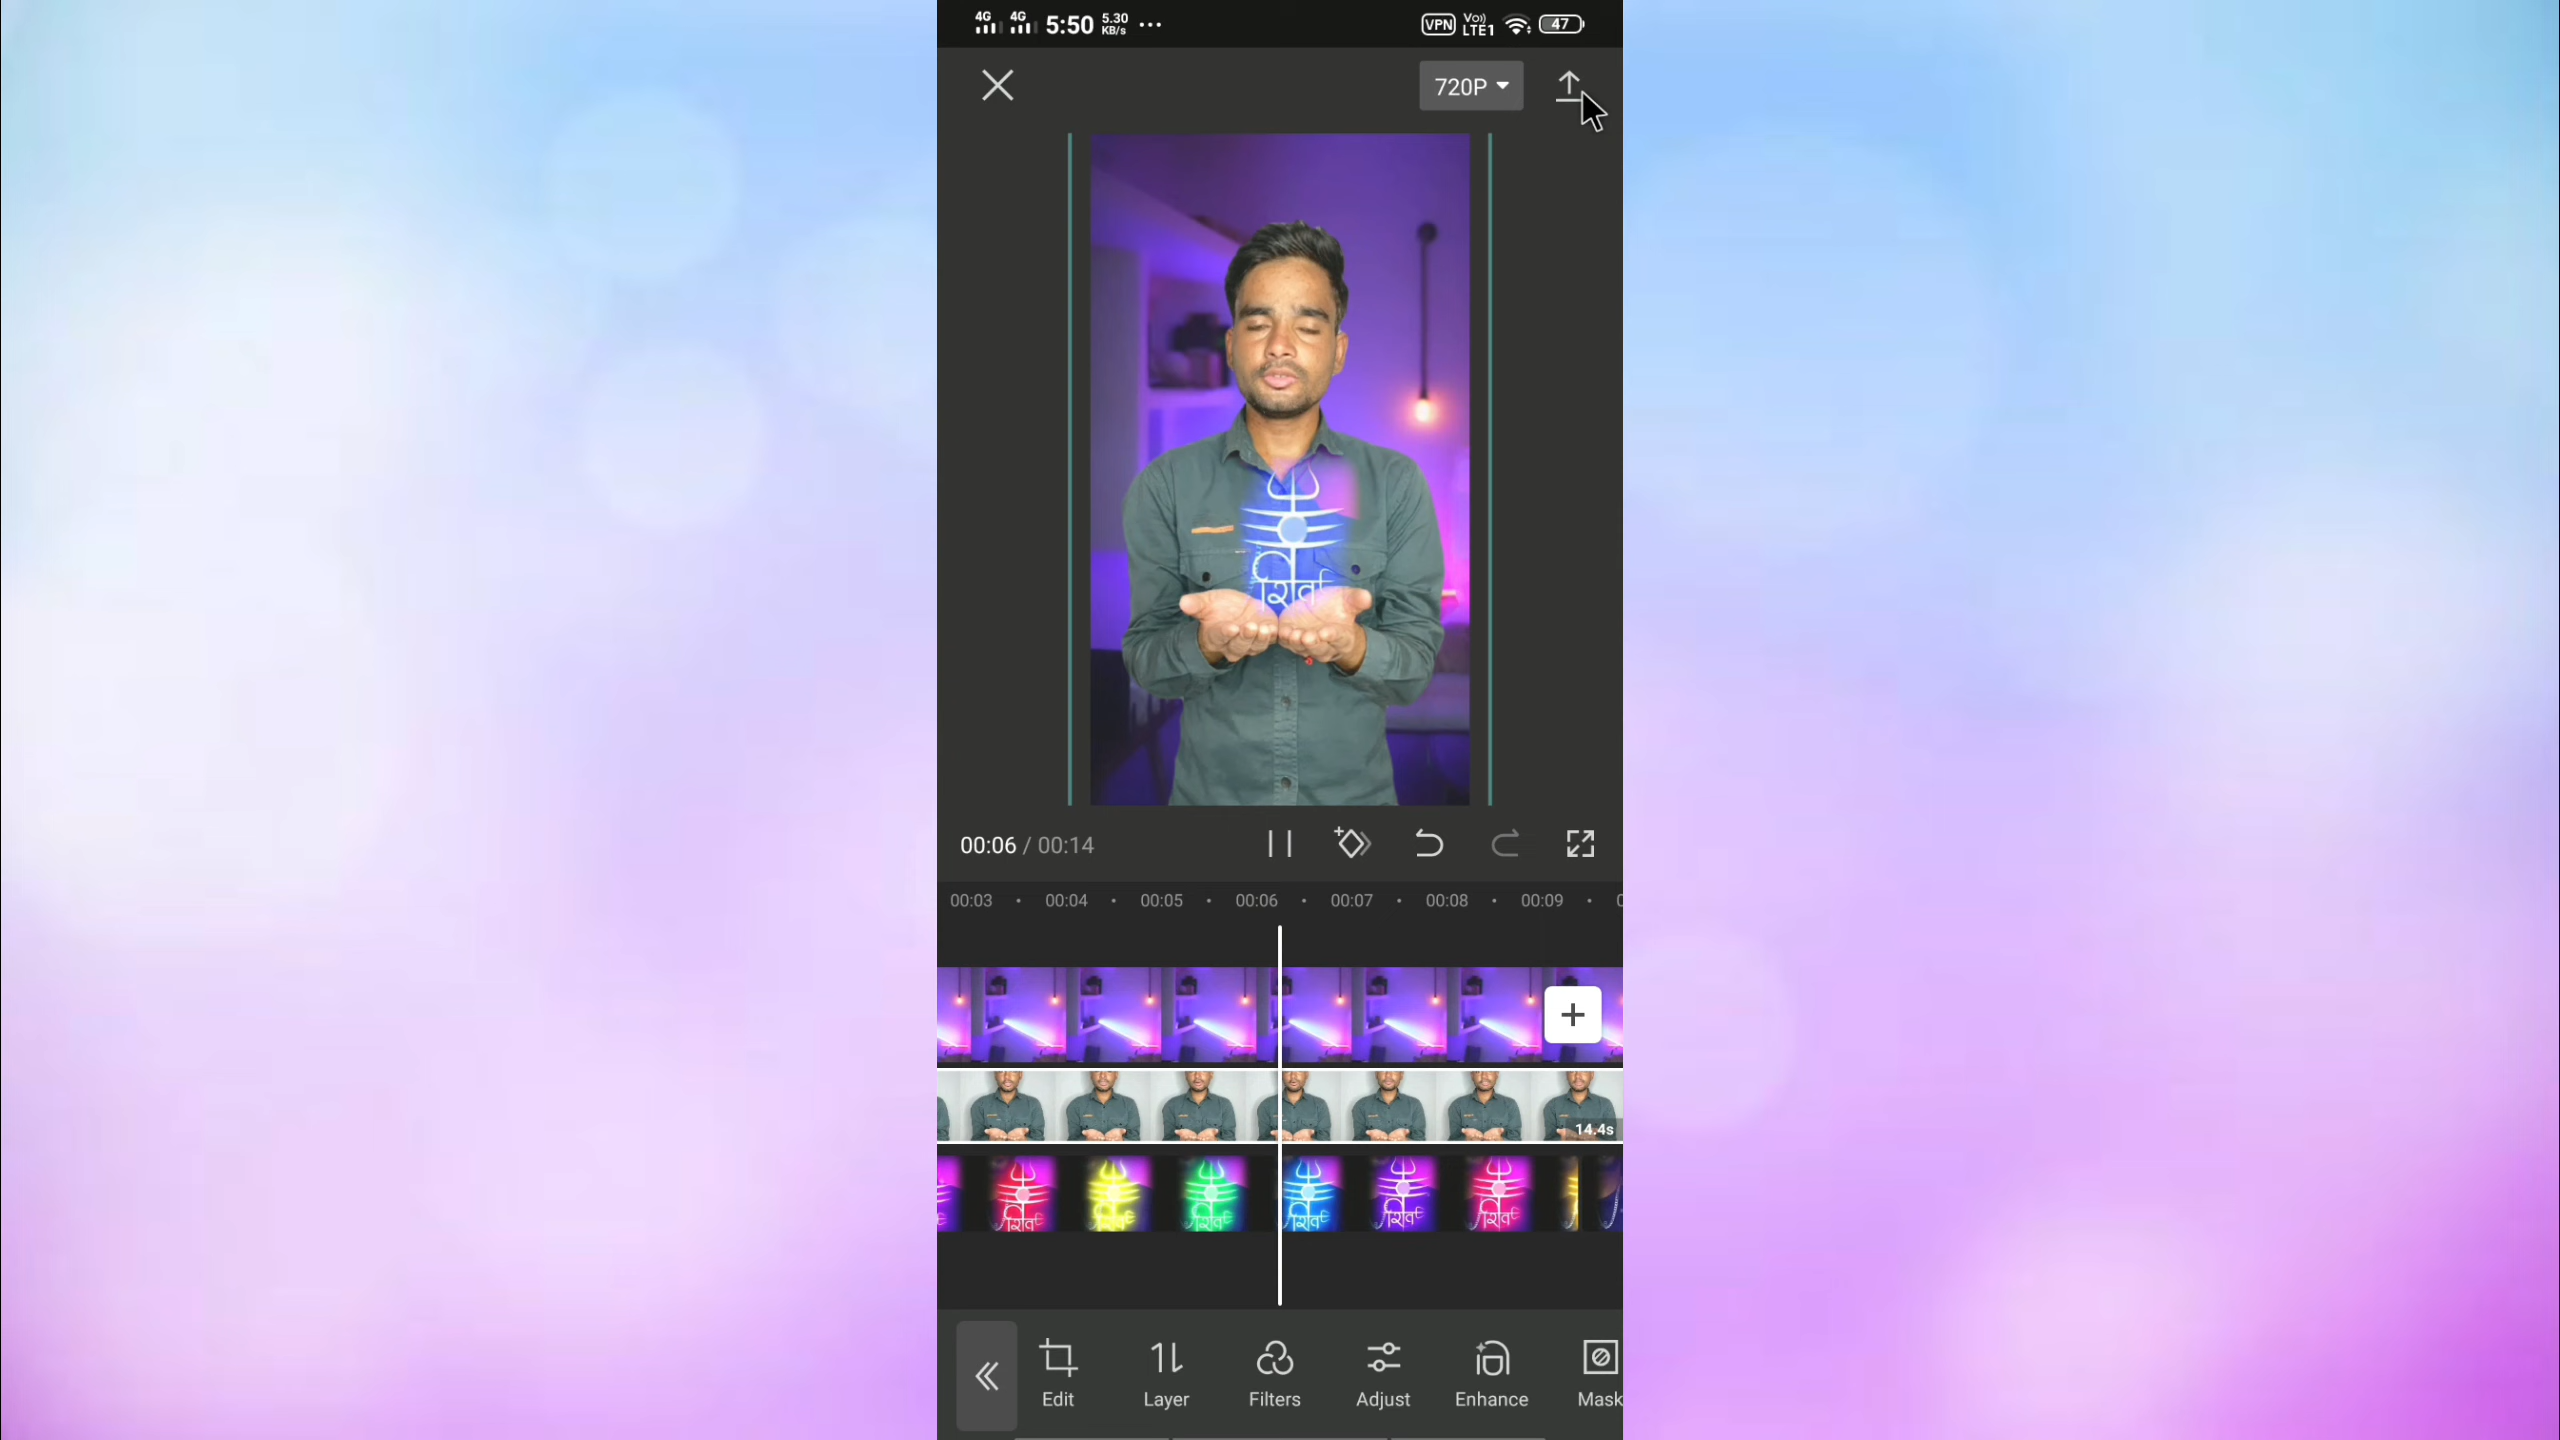 4G 4G 5:50 5.30 KB/s ... VPN Vo)) LTE1 47
720P
शिव
00:06 / 00:14
00:03 00:04 00:05 00:06 00:07 00:08 00:09
14.4s
शिव शिव शिव शिव शिव शिव
Edit Layer Filters Adjust Enhance Mask